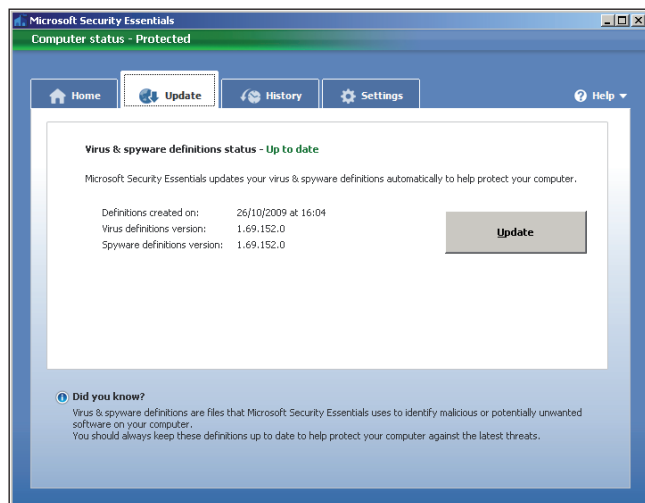 Microsoft Security Essentials
Computer status - Protected
Home
Update
History
Settings
Help
Virus & spyware definitions status - Up to date
Microsoft Security Essentials updates your virus & spyware definitions automatically to help protect your computer.
Definitions created on: 26/10/2009 at 16:04
Virus definitions version: 1.69.152.0
Spyware definitions version: 1.69.152.0
Update
Did you know?
Virus & spyware definitions are files that Microsoft Security Essentials uses to identify malicious or potentially unwanted
software on your computer.
You should always keep these definitions up to date to help protect your computer against the latest threats.